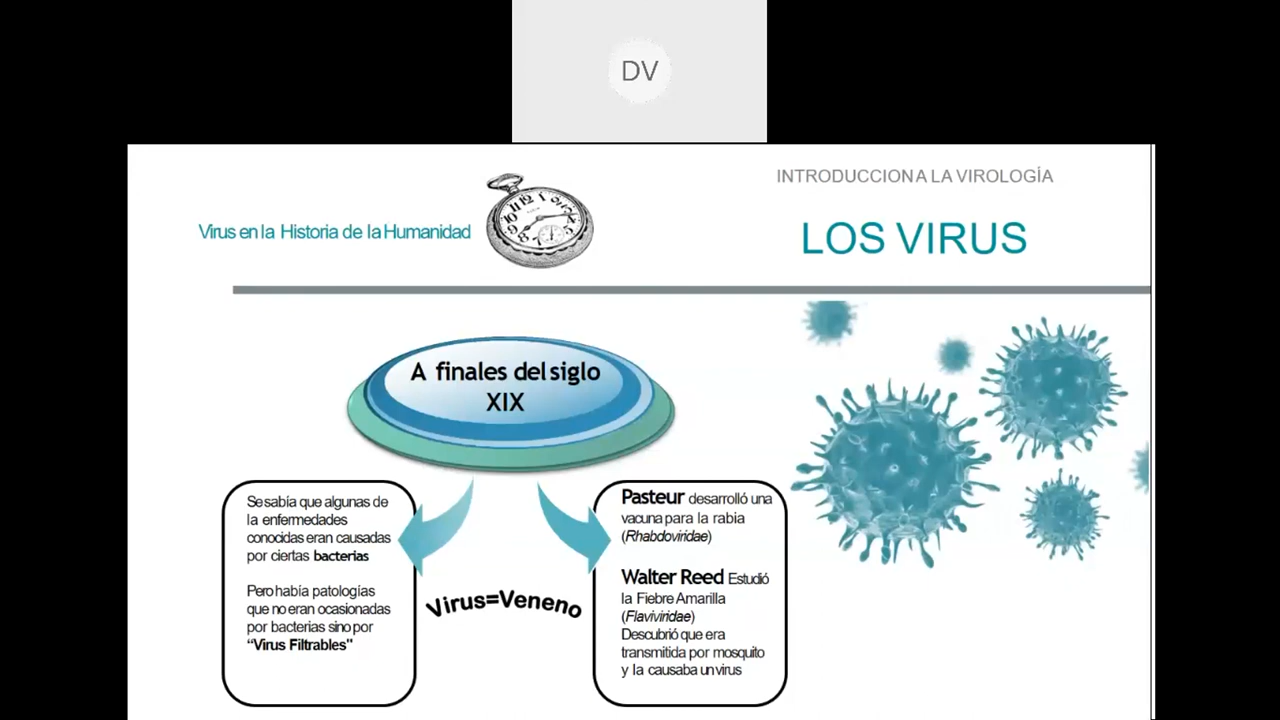 DV
INTRODUCCION A LA VIROLOGÍA
Virus en la Historia de la Humanidad
LOS VIRUS
A finales del siglo
XIX
Se sabía que algunas de
la enfermedades
conocidas eran causadas
por ciertas bacterias
Pero había patologías
que no eran ocasionadas
por bacterias sino por
“Virus Filtrables”
Virus=Veneno
Pasteur desarrolló una
vacuna para la rabia
(Rhabdoviridae)
Walter Reed Estudió
la Fiebre Amarilla
(Flaviviridae)
Descubrió que era
transmitida por mosquito
y la causaba un virus